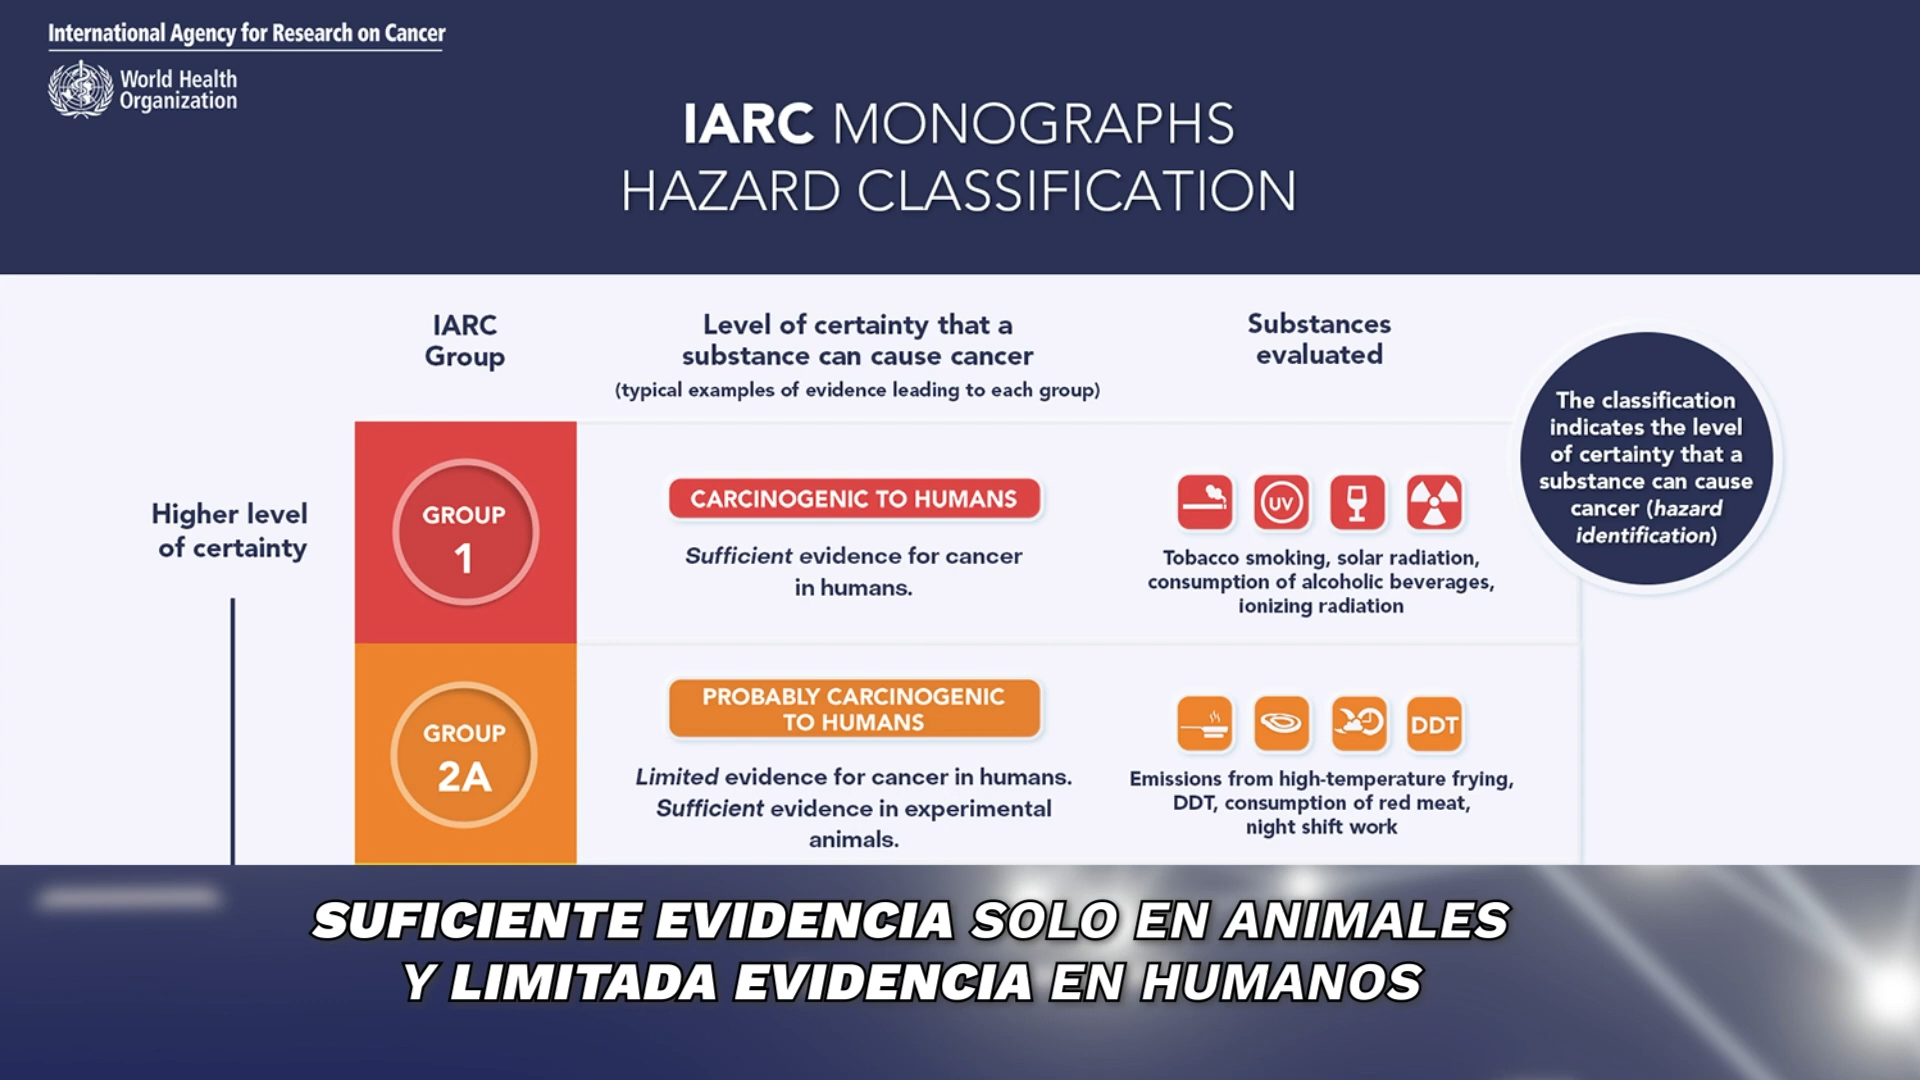 International Agency for Research on Cancer
World Health
Organization
IARC MONOGRAPHS
HAZARD CLASSIFICATION
IARC
Group
Level of certainty that a
substance can cause cancer
(typical examples of evidence leading to each group)
Substances
evaluated
The classification
indicates the level
of certainty that a
substance can cause
cancer (hazard
identification)
Higher level
of certainty
GROUP
1
CARCINOGENIC TO HUMANS
Sufficient evidence for cancer
in humans.
UV
Tobacco smoking, solar radiation,
consumption of alcoholic beverages,
ionizing radiation
GROUP
2A
PROBABLY CARCINOGENIC
TO HUMANS
Limited evidence for cancer in humans.
Sufficient evidence in experimental
animals.
DDT
Emissions from high-temperature frying,
DDT, consumption of red meat,
night shift work
SUFICIENTE EVIDENCIA SOLO EN ANIMALES
Y LIMITADA EVIDENCIA EN HUMANOS